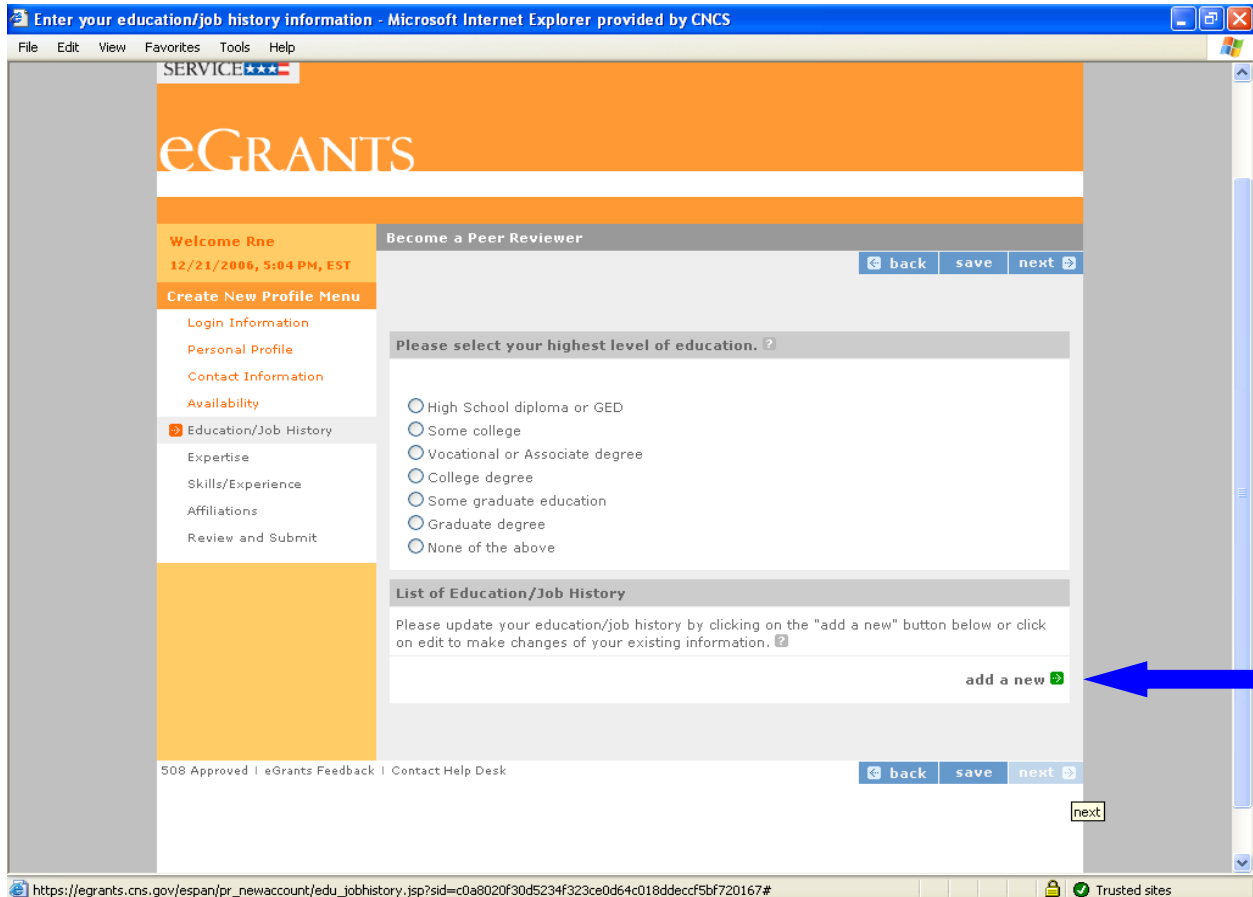 Enter your education/job history information - Microsoft Internet Explorer provided by CNCS
File Edit View Favorites Tools Help
SERVICE
eGRANTS
Welcome Rne
12/21/2006, 5:04 PM, EST
Create New Profile Menu
Login Information
Personal Profile
Contact Information
Availability
Education/Job History
Expertise
Skills/Experience
Affiliations
Review and Submit
Become a Peer Reviewer
back save next
Please select your highest level of education. ?
High School diploma or GED
Some college
Vocational or Associate degree
College degree
Some graduate education
Graduate degree
None of the above
List of Education/Job History
Please update your education/job history by clicking on the "add a new" button below or click
on edit to make changes of your existing information. ?
add a new
508 Approved | eGrants Feedback | Contact Help Desk
back save next
next
https://egrants.cns.gov/espan/pr_newaccount/edu_jobhistory.jsp?sid=c0a8020f30d5234f323ce0d64c018ddeccf5bf720167#
Trusted sites